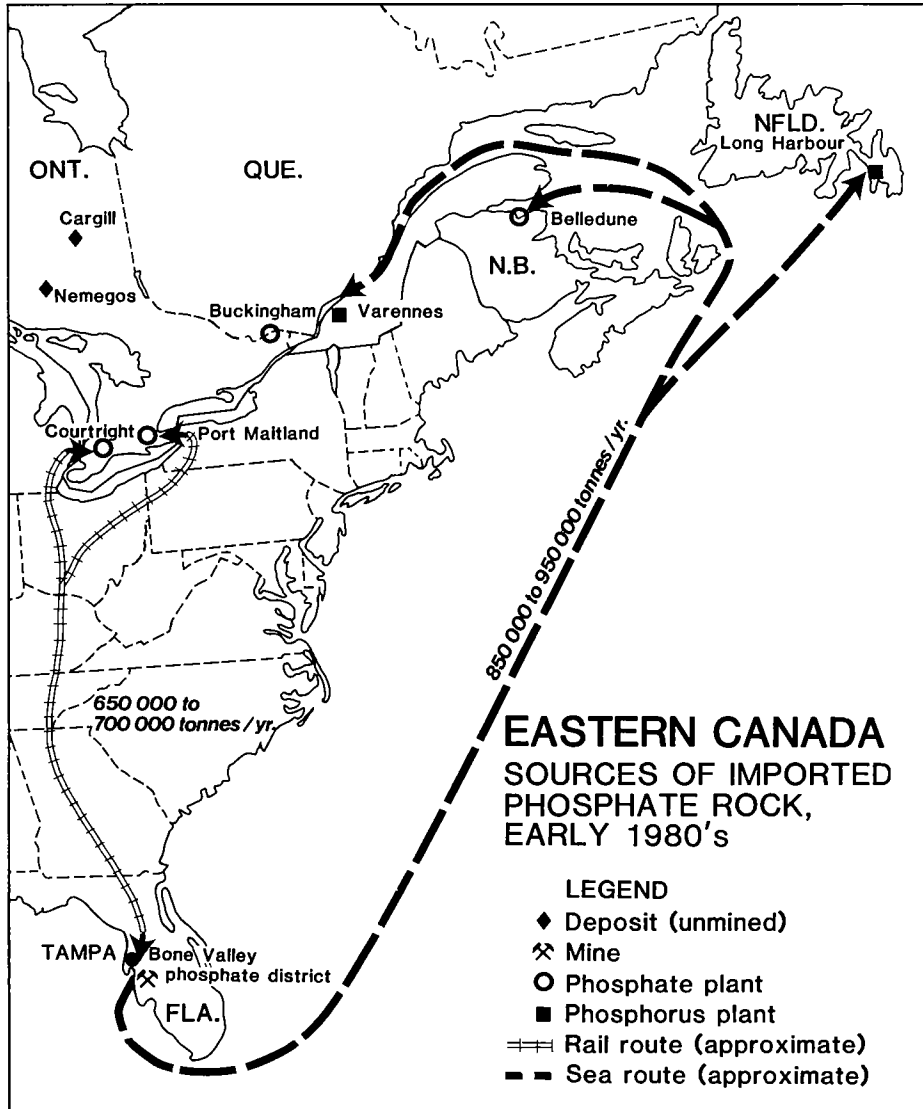 NFLD.
Long Harbour
ONT.
QUE.
Cargill
Belledune
N.B.
Nemegos
Buckingham
Varennes
Courtright
Port Maitland
850 000 to 950 000 tonnes/yr.
650 000 to
700 000 tonnes/yr.
EASTERN CANADA
SOURCES OF IMPORTED
PHOSPHATE ROCK,
EARLY 1980's
LEGEND
Deposit (unmined)
Mine
Phosphate plant
Phosphorus plant
Rail route (approximate)
Sea route (approximate)
TAMPA
Bone Valley
phosphate district
FLA.